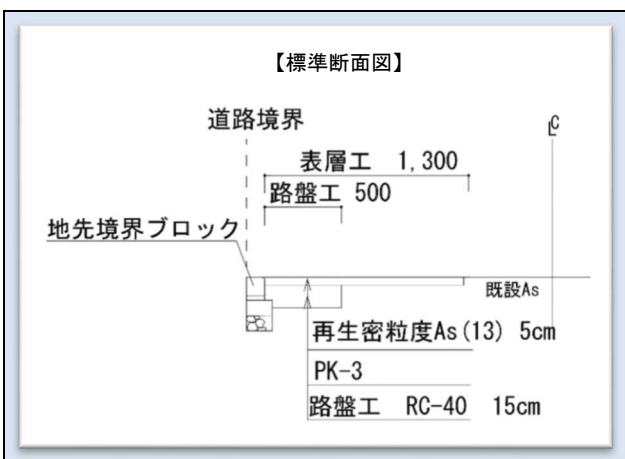 【標準断面図】
道路境界
℄
表層工 1,300
路盤工 500
地先境界ブロック
既設As
再生密粒度As(13) 5cm
PK-3
路盤工 RC-40 15cm